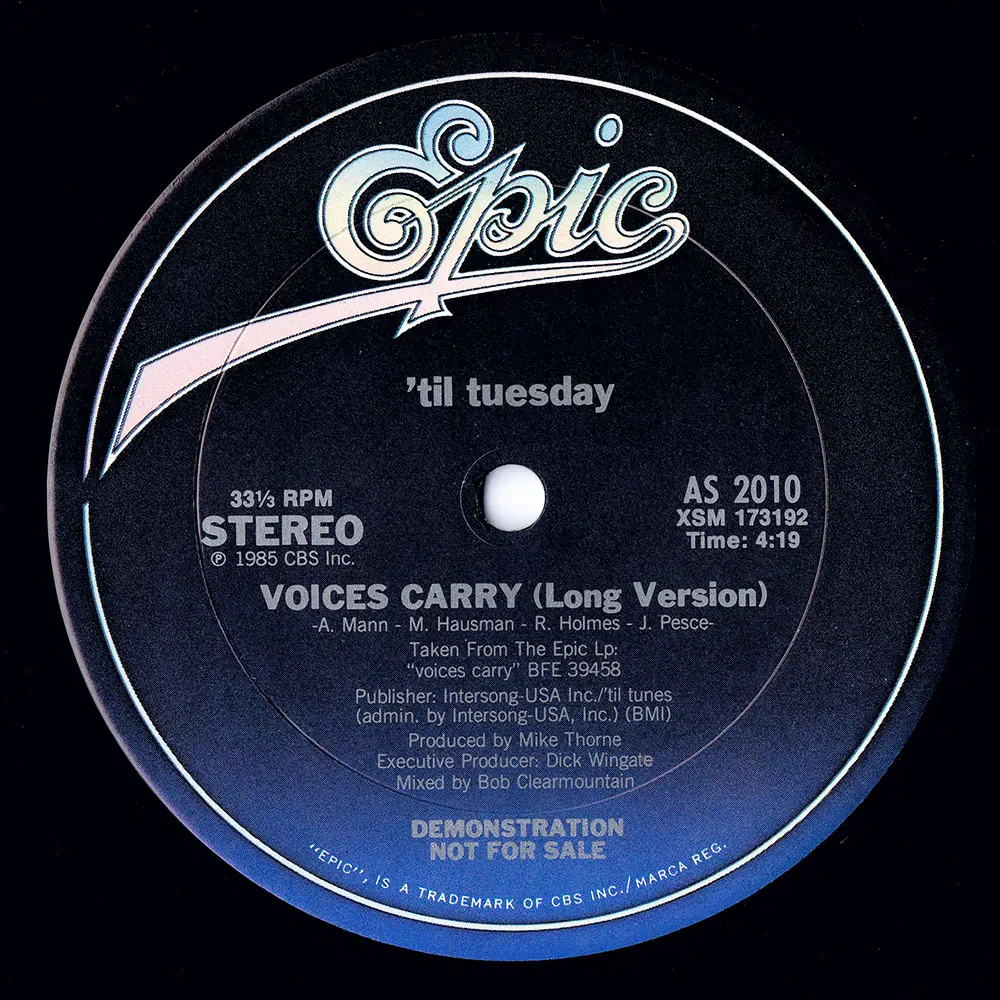 Epic
'til tuesday
33⅓ RPM
STEREO
℗ 1985 CBS Inc.
AS 2010
XSM 173192
Time: 4:19
VOICES CARRY (Long Version)
-A. Mann - M. Hausman - R. Holmes - J. Pesce-
Taken From The Epic Lp:
"voices carry" BFE 39458
Publisher: Intersong-USA Inc./'til tunes
(admin. by Intersong-USA, Inc.) (BMI)
Produced by Mike Thorne
Executive Producer: Dick Wingate
Mixed by Bob Clearmountain
DEMONSTRATION
NOT FOR SALE
"EPIC", IS A TRADEMARK OF CBS INC./MARCA REG.